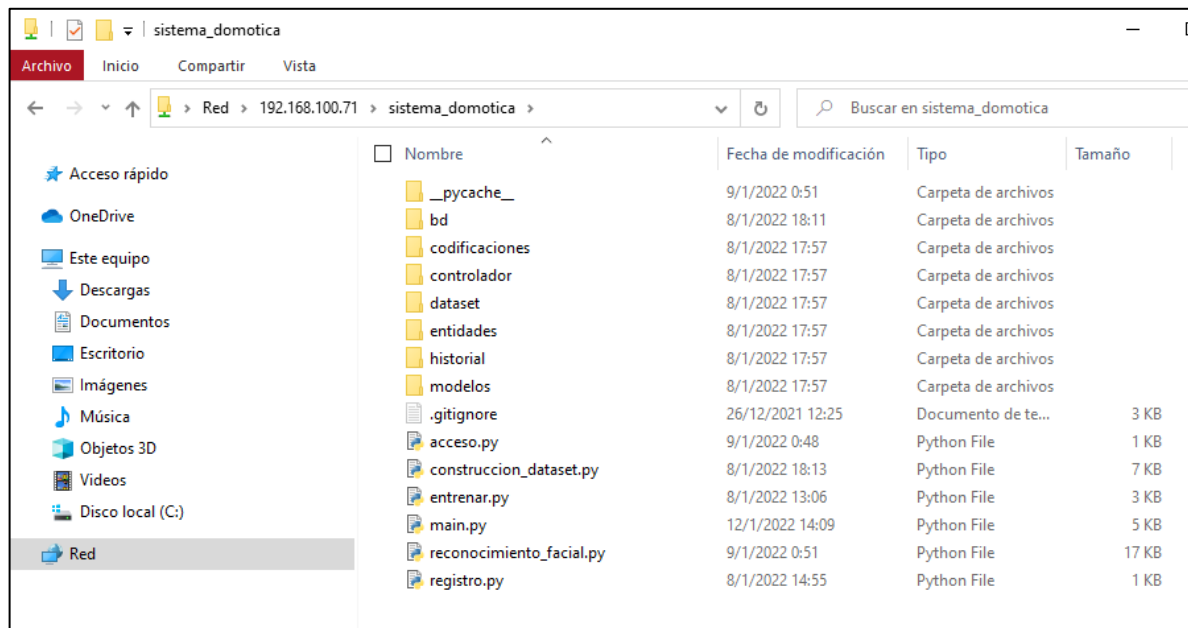 sistema_domotica
Archivo Inicio Compartir Vista
Red > 192.168.100.71 > sistema_domotica >
Buscar en sistema_domotica
Acceso rápido
OneDrive
Este equipo
Descargas
Documentos
Escritorio
Imágenes
Música
Objetos 3D
Videos
Disco local (C:)
Red
Nombre Fecha de modificación Tipo Tamaño
__pycache__ 9/1/2022 0:51 Carpeta de archivos
bd 8/1/2022 18:11 Carpeta de archivos
codificaciones 8/1/2022 17:57 Carpeta de archivos
controlador 8/1/2022 17:57 Carpeta de archivos
dataset 8/1/2022 17:57 Carpeta de archivos
entidades 8/1/2022 17:57 Carpeta de archivos
historial 8/1/2022 17:57 Carpeta de archivos
modelos 8/1/2022 17:57 Carpeta de archivos
.gitignore 26/12/2021 12:25 Documento de te... 3 KB
acceso.py 9/1/2022 0:48 Python File 1 KB
construccion_dataset.py 8/1/2022 18:13 Python File 7 KB
entrenar.py 8/1/2022 13:06 Python File 3 KB
main.py 12/1/2022 14:09 Python File 5 KB
reconocimiento_facial.py 9/1/2022 0:51 Python File 17 KB
registro.py 8/1/2022 14:55 Python File 1 KB